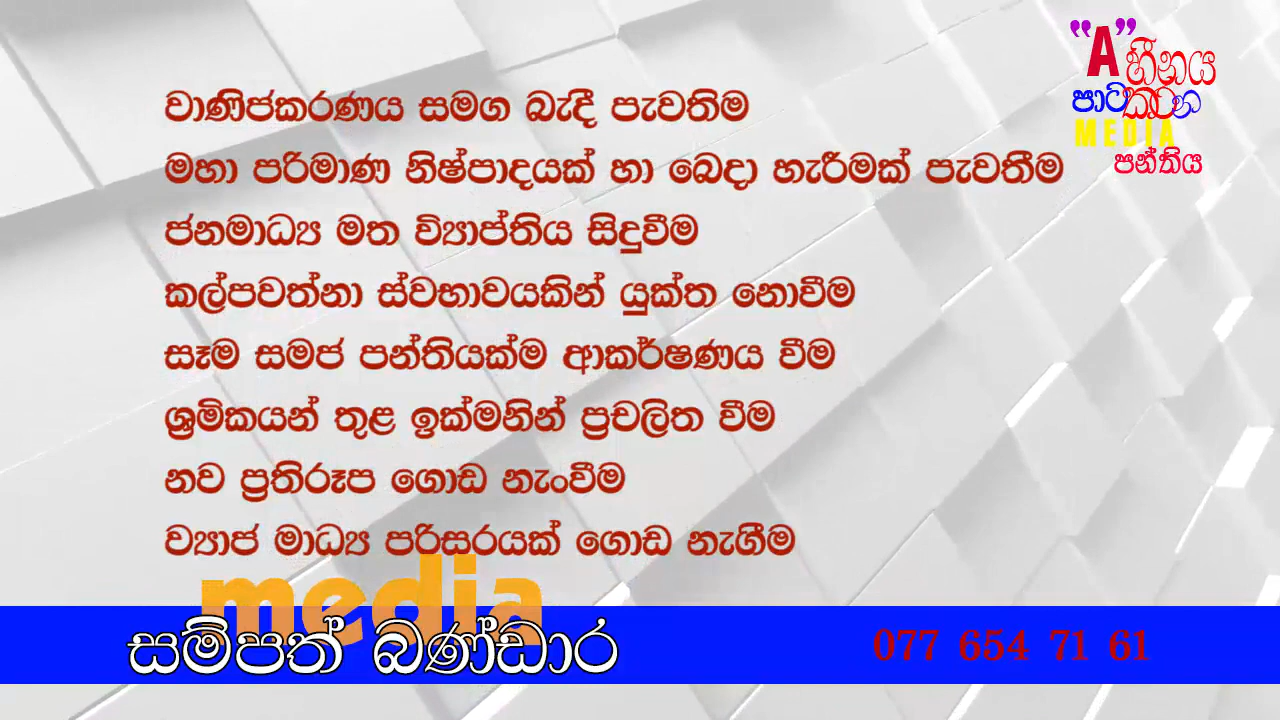 වාණිජකරණය සමග බැඳී පැවතිම
මහා පරිමාණ නිෂ්පාදයක් හා බෙදා හැරීමක් පැවතීම
ජනමාධ්‍ය මත ව්‍යාප්තිය සිදුවීම
කල්පවත්නා ස්වභාවයකින් යුක්ත නොවීම
සෑම සමජ පන්තියක්ම ආකර්ෂණය වීම
ශ්‍රමිකයන් තුළ ඉක්මනින් ප්‍රචලිත වීම
නව ප්‍රතිරූප ගොඩ නැංවීම
ව්‍යාජ මාධ්‍ය පරිසරයක් ගොඩ නැගීම
"A"
හීනය
පාට කරන
MEDIA
පන්තිය
media
සම්පත් බණ්ඩාර
077 654 71 61